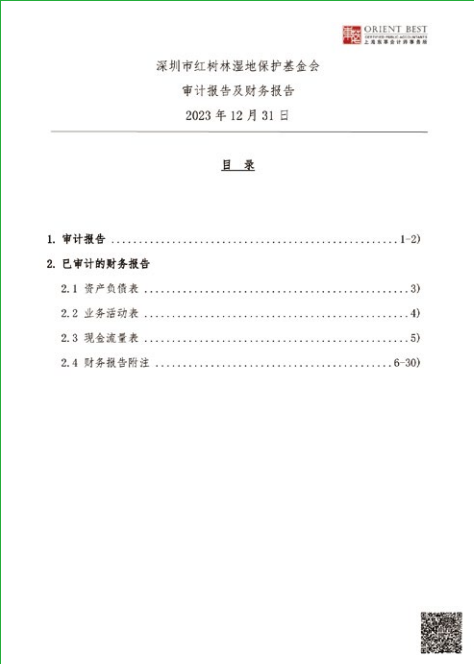 ORIENT BEST
CERTIFIED PUBLIC ACCOUNTANTS
深圳市红树林湿地保护基金会
审计报告及财务报告
2023 年 12 月 31 日
目 录
1. 审计报告 ....................................................1-2)
2. 已审计的财务报告
2.1 资产负债表 ................................................3)
2.2 业务活动表 ................................................4)
2.3 现金流量表 ................................................5)
2.4 财务报告附注 ...........................................6-30)